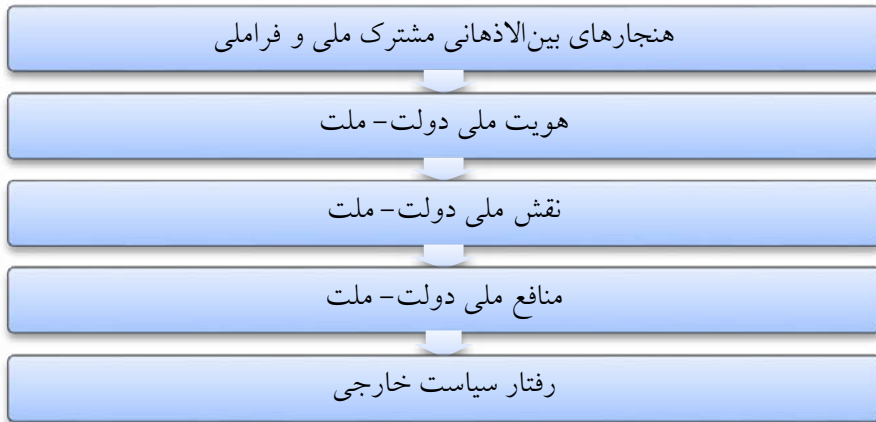 هنجارهای بین‌الاذهانی مشترک ملی و فراملی
هویت ملی دولت- ملت
نقش ملی دولت- ملت
منافع ملی دولت- ملت
رفتار سیاست خارجی